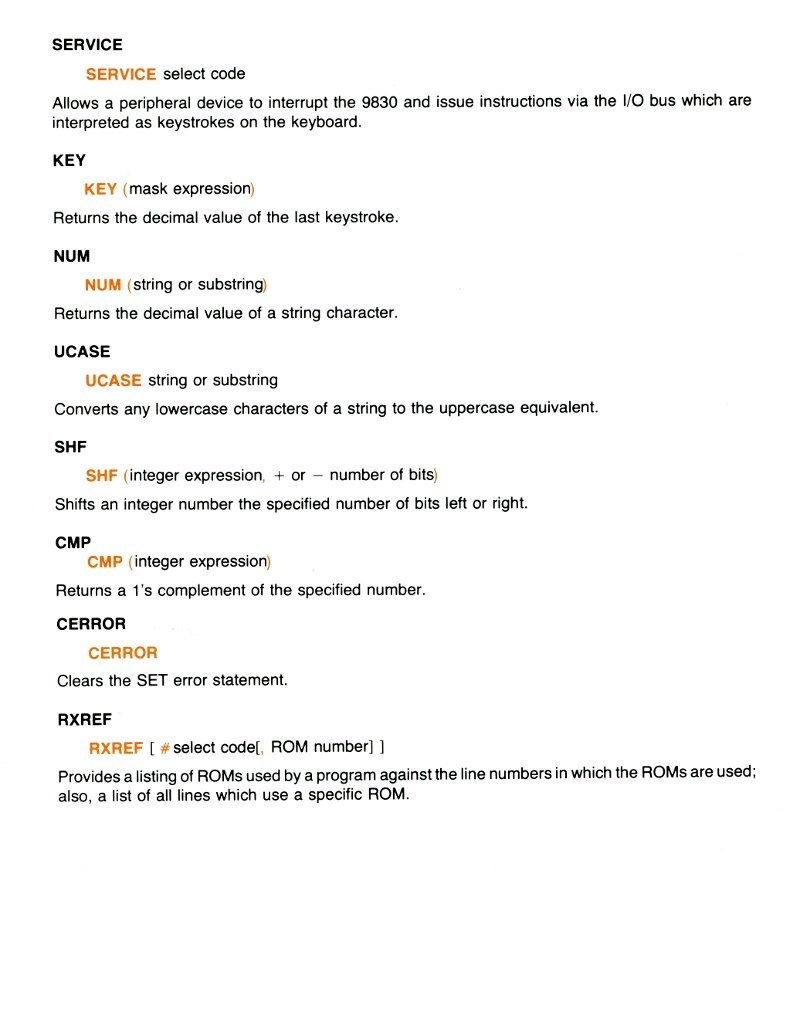 SERVICE
SERVICE select code
Allows a peripheral device to interrupt the 9830 and issue instructions via the I/O bus which are
interpreted as keystrokes on the keyboard.
KEY
KEY (mask expression)
Returns the decimal value of the last keystroke.
NUM
NUM (string or substring)
Returns the decimal value of a string character.
UCASE
UCASE string or substring
Converts any lowercase characters of a string to the uppercase equivalent.
SHF
SHF (integer expression, + or − number of bits)
Shifts an integer number the specified number of bits left or right.
CMP
CMP (integer expression)
Returns a 1's complement of the specified number.
CERROR
CERROR
Clears the SET error statement.
RXREF
RXREF [ # select code[, ROM number] ]
Provides a listing of ROMs used by a program against the line numbers in which the ROMs are used;
also, a list of all lines which use a specific ROM.